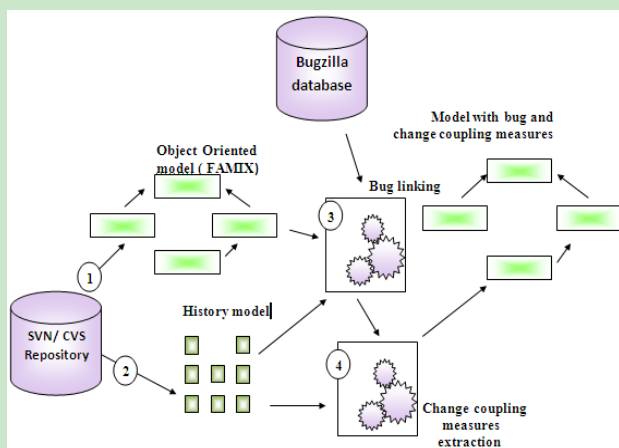 Bugzilla
database
Model with bug and
change coupling measures
Object Oriented
model ( FAMIX)
Bug linking
3
1
SVN/ CVS
Repository
2
History model
4
Change coupling
measures
extraction